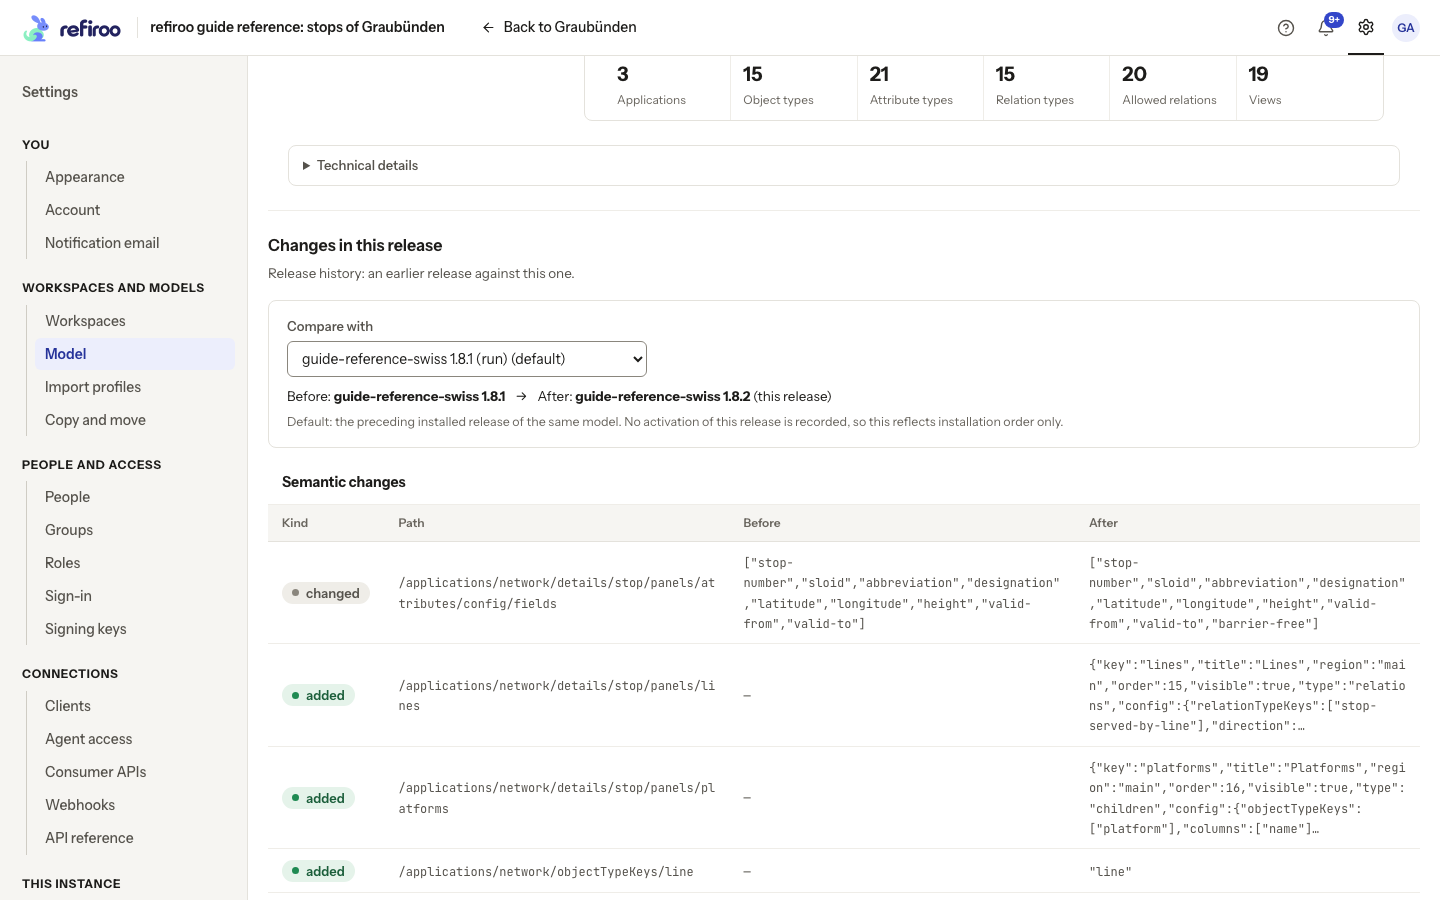 refiroo
refiroo guide reference: stops of Graubünden
← Back to Graubünden
9+
GA
Settings
YOU
Appearance
Account
Notification email
WORKSPACES AND MODELS
Workspaces
Model
Import profiles
Copy and move
PEOPLE AND ACCESS
People
Groups
Roles
Sign-in
Signing keys
CONNECTIONS
Clients
Agent access
Consumer APIs
Webhooks
API reference
THIS INSTANCE
3
Applications
15
Object types
21
Attribute types
15
Relation types
20
Allowed relations
19
Views
Technical details
Changes in this release
Release history: an earlier release against this one.
Compare with
guide-reference-swiss 1.8.1 (run) (default)
Before: guide-reference-swiss 1.8.1 → After: guide-reference-swiss 1.8.2 (this release)
Default: the preceding installed release of the same model. No activation of this release is recorded, so this reflects installation order only.
Semantic changes
Kind Path Before After
changed
/applications/network/details/stop/panels/at
tributes/config/fields
["stop-
number","sloid","abbreviation","designation"
,"latitude","longitude","height","valid-
from","valid-to"]
["stop-
number","sloid","abbreviation","designation"
,"latitude","longitude","height","valid-
from","valid-to","barrier-free"]
added
/applications/network/details/stop/panels/li
nes
—
{"key":"lines","title":"Lines","region":"mai
n","order":15,"visible":true,"type":"relatio
ns","config":{"relationTypeKeys":["stop-
served-by-line"],"direction":…
added
/applications/network/details/stop/panels/pl
atforms
—
{"key":"platforms","title":"Platforms","regi
on":"main","order":16,"visible":true,"type":
"children","config":{"objectTypeKeys":
["platform"],"columns":["name"]…
added
/applications/network/objectTypeKeys/line
—
"line"